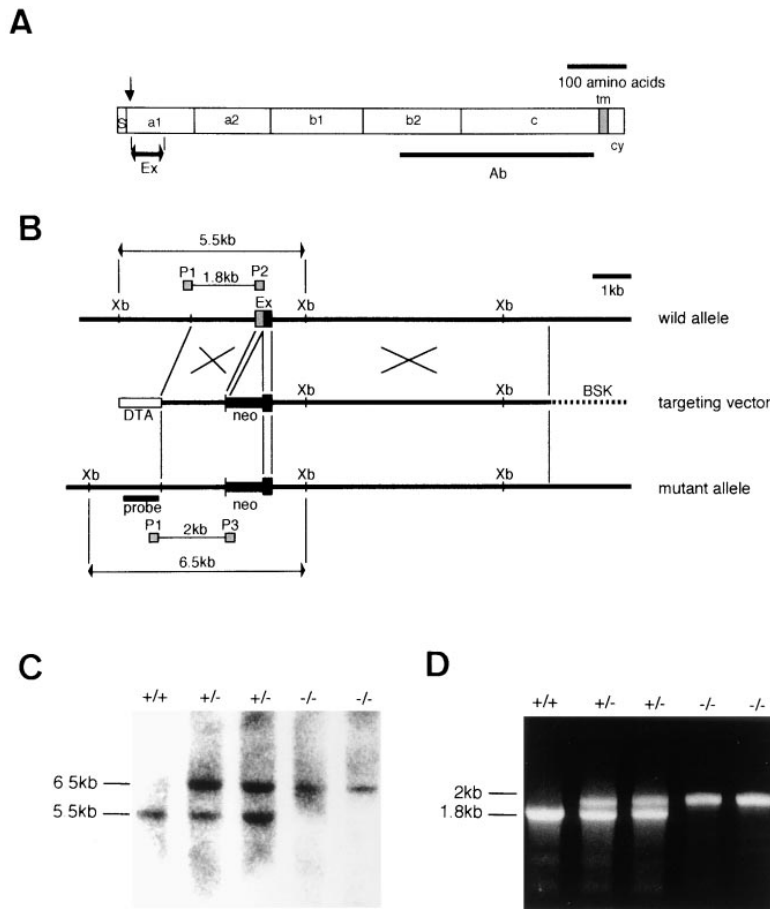 A
100 amino acids
tm
S a1 a2 b1 b2 c
cy
Ex Ab
B
5.5kb
P1 1.8kb P2
1kb
Xb Ex Xb Xb wild allele
Xb Xb BSK
DTA neo targeting vector
Xb Xb Xb mutant allele
probe neo
P1 2kb P3
6.5kb
C
+/+ +/- +/- -/- -/-
6 5kb
5 5kb
D
+/+ +/- +/- -/- -/-
2kb
1.8kb